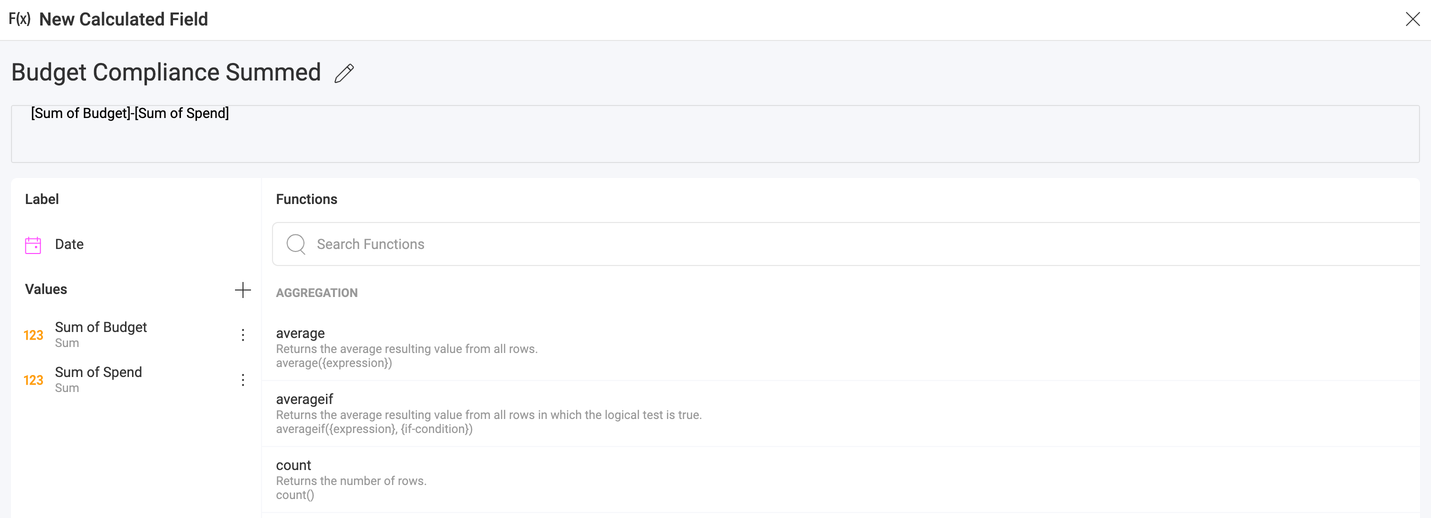 F(x) New Calculated Field
Budget Compliance Summed
[Sum of Budget]-[Sum of Spend]
Label
Date
Values
123 Sum of Budget
Sum
123 Sum of Spend
Sum
Functions
Search Functions
AGGREGATION
average
Returns the average resulting value from all rows.
average({expression})
averageif
Returns the average resulting value from all rows in which the logical test is true.
averageif({expression}, {if-condition})
count
Returns the number of rows.
count()